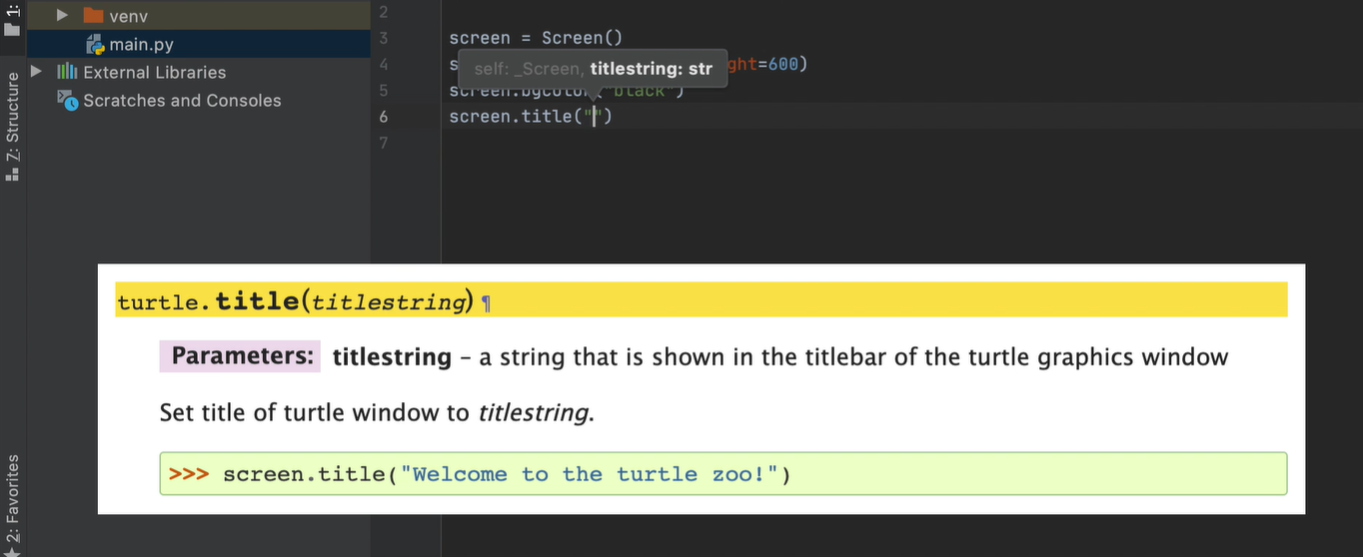 1:
venv
main.py
External Libraries
Scratches and Consoles
Z: Structure
2: Favorites
2
3 screen = Screen()
4 s ght=600)
self: _Screen, titlestring: str
5 screen.bgcolor("black")
6 screen.title("")
7
turtle.title(titlestring) ¶
Parameters: titlestring – a string that is shown in the titlebar of the turtle graphics window
Set title of turtle window to titlestring.
>>> screen.title("Welcome to the turtle zoo!")